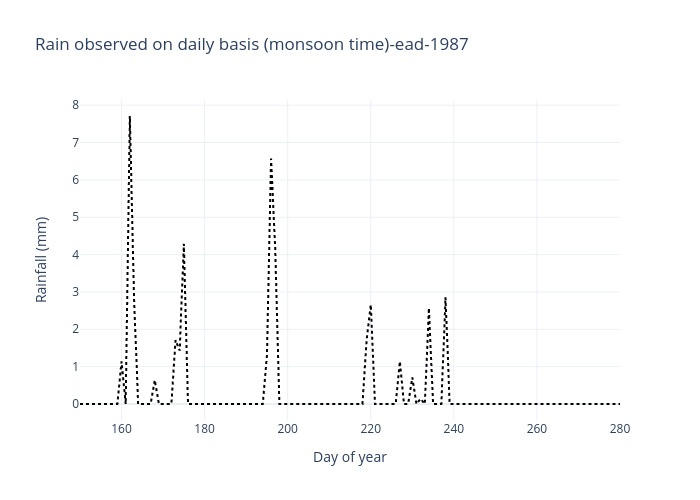 Rain observed on daily basis (monsoon time)-ead-1987
8
7
6
5
4
3
2
1
0
Rainfall (mm)
160 180 200 220 240 260 280
Day of year